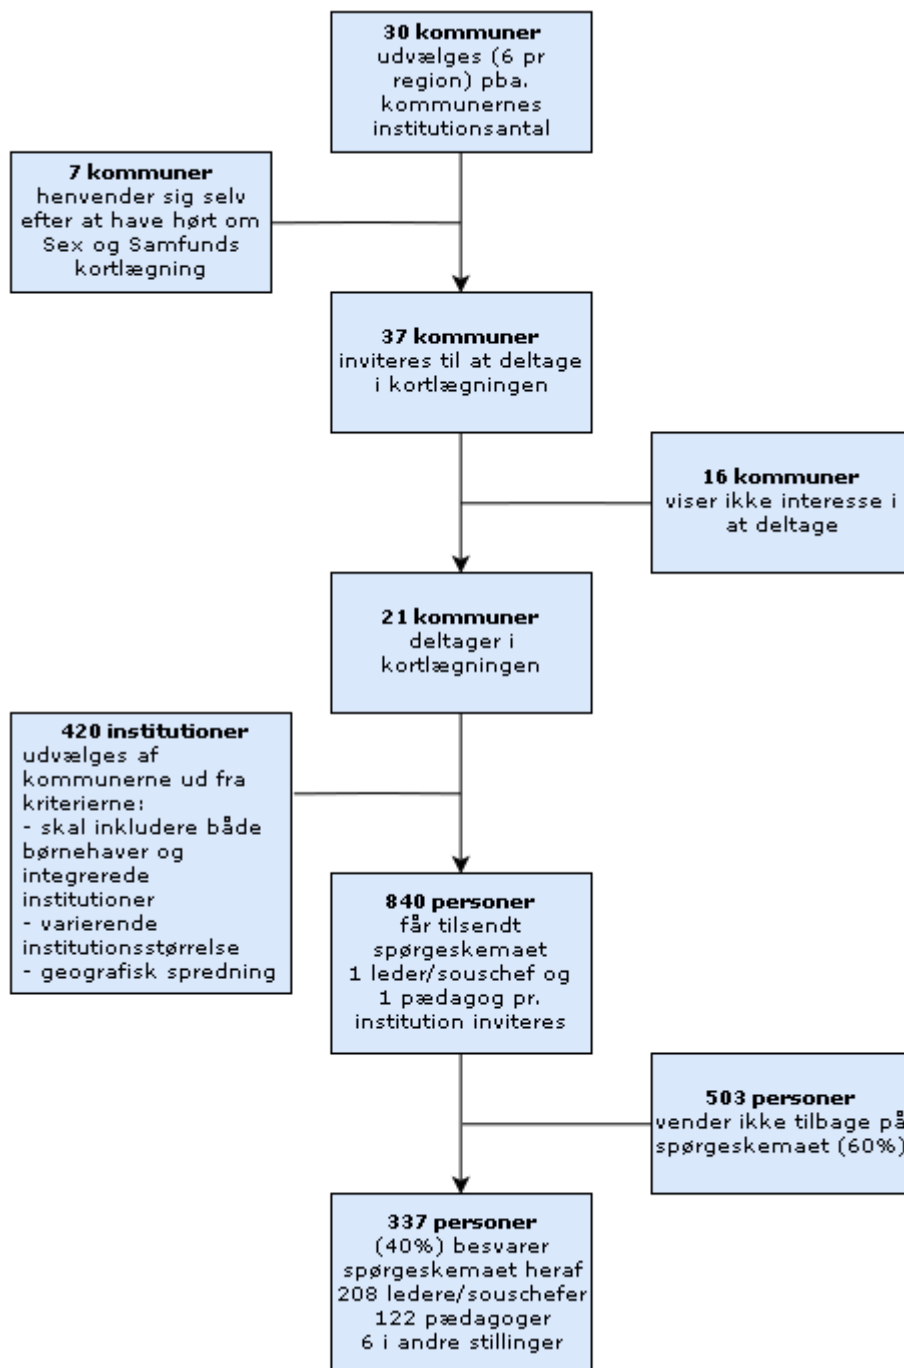 30 kommuner
udvælges (6 pr
region) pba.
kommunernes
institutionsantal
7 kommuner
henvender sig selv
efter at have hørt om
Sex og Samfunds
kortlægning
37 kommuner
inviteres til at deltage
i kortlægningen
16 kommuner
viser ikke interesse i
at deltage
21 kommuner
deltager i
kortlægningen
420 institutioner
udvælges af
kommunerne ud fra
kriterierne:
- skal inkludere både
børnehaver og
integrerede
institutioner
- varierende
institutionsstørrelse
- geografisk spredning
840 personer
får tilsendt
spørgeskemaet
1 leder/souschef og
1 pædagog pr.
institution inviteres
503 personer
vender ikke tilbage på
spørgeskemaet (60%)
337 personer
(40%) besvarer
spørgeskemaet heraf
208 ledere/souschefer
122 pædagoger
6 i andre stillinger